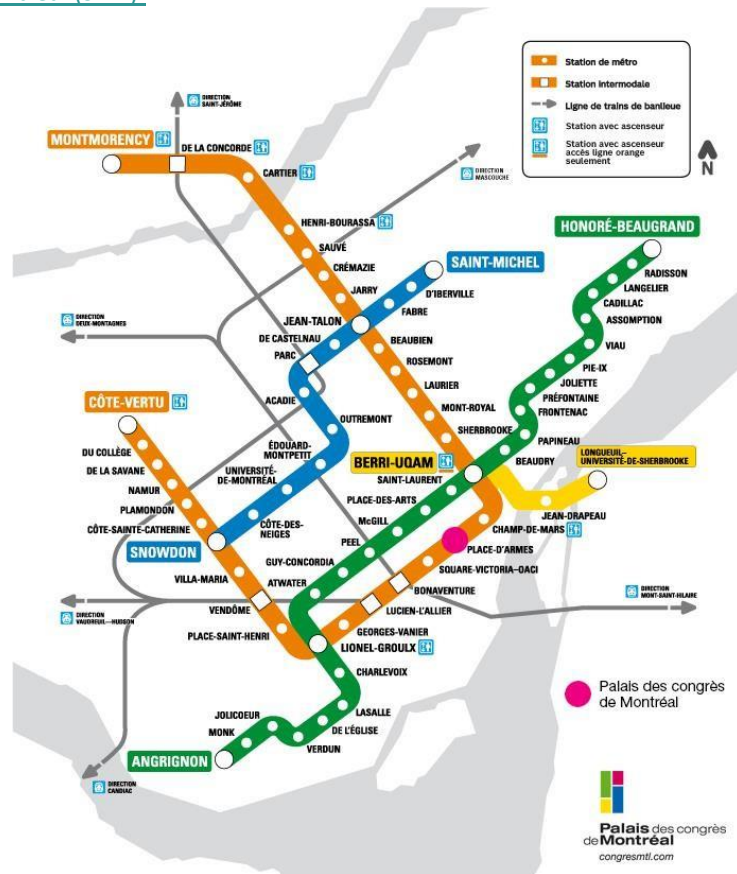 Station de métro
Station intermodale
Ligne de trains de banlieue
Station avec ascenseur
Station avec ascenseur
accès ligne orange
seulement
N
DIRECTION
SAINT-JÉRÔME
MONTMORENCY
DE LA CONCORDE
CARTIER
DIRECTION
MASCOUCHE
HENRI-BOURASSA
SAUVÉ
CRÉMAZIE
JARRY
HONORÉ-BEAUGRAND
RADISSON
LANGELIER
CADILLAC
ASSOMPTION
VIAU
PIE-IX
JOLIETTE
PRÉFONTAINE
FRONTENAC
PAPINEAU
BEAUDRY
SAINT-MICHEL
D'IBERVILLE
FABRE
JEAN-TALON
DE CASTELNAU
PARC
ACADIE
OUTREMONT
ÉDOUARD-
MONTPETIT
UNIVERSITÉ-
DE-MONTRÉAL
CÔTE-DES-
NEIGES
SNOWDON
DIRECTION
DEUX-MONTAGNES
BEAUBIEN
ROSEMONT
LAURIER
MONT-ROYAL
SHERBROOKE
BERRI-UQAM
LONGUEUIL–
UNIVERSITÉ-DE-SHERBROOKE
JEAN-DRAPEAU
CÔTE-VERTU
DU COLLÈGE
DE LA SAVANE
NAMUR
PLAMONDON
CÔTE-SAINTE-CATHERINE
VILLA-MARIA
VENDÔME
PLACE-SAINT-HENRI
SAINT-LAURENT
PLACE-DES-ARTS
McGILL
PEEL
GUY-CONCORDIA
ATWATER
CHAMP-DE-MARS
PLACE-D'ARMES
SQUARE-VICTORIA–OACI
BONAVENTURE
LUCIEN-L'ALLIER
GEORGES-VANIER
LIONEL-GROULX
DIRECTION
VAUDREUIL—HUDSON
DIRECTION
MONT-SAINT-HILAIRE
CHARLEVOIX
LASALLE
DE L'ÉGLISE
VERDUN
JOLICOEUR
MONK
ANGRIGNON
DIRECTION
CANDIAC
Palais des congrès
de Montréal
Palais des congrès
de Montréal
congresmtl.com